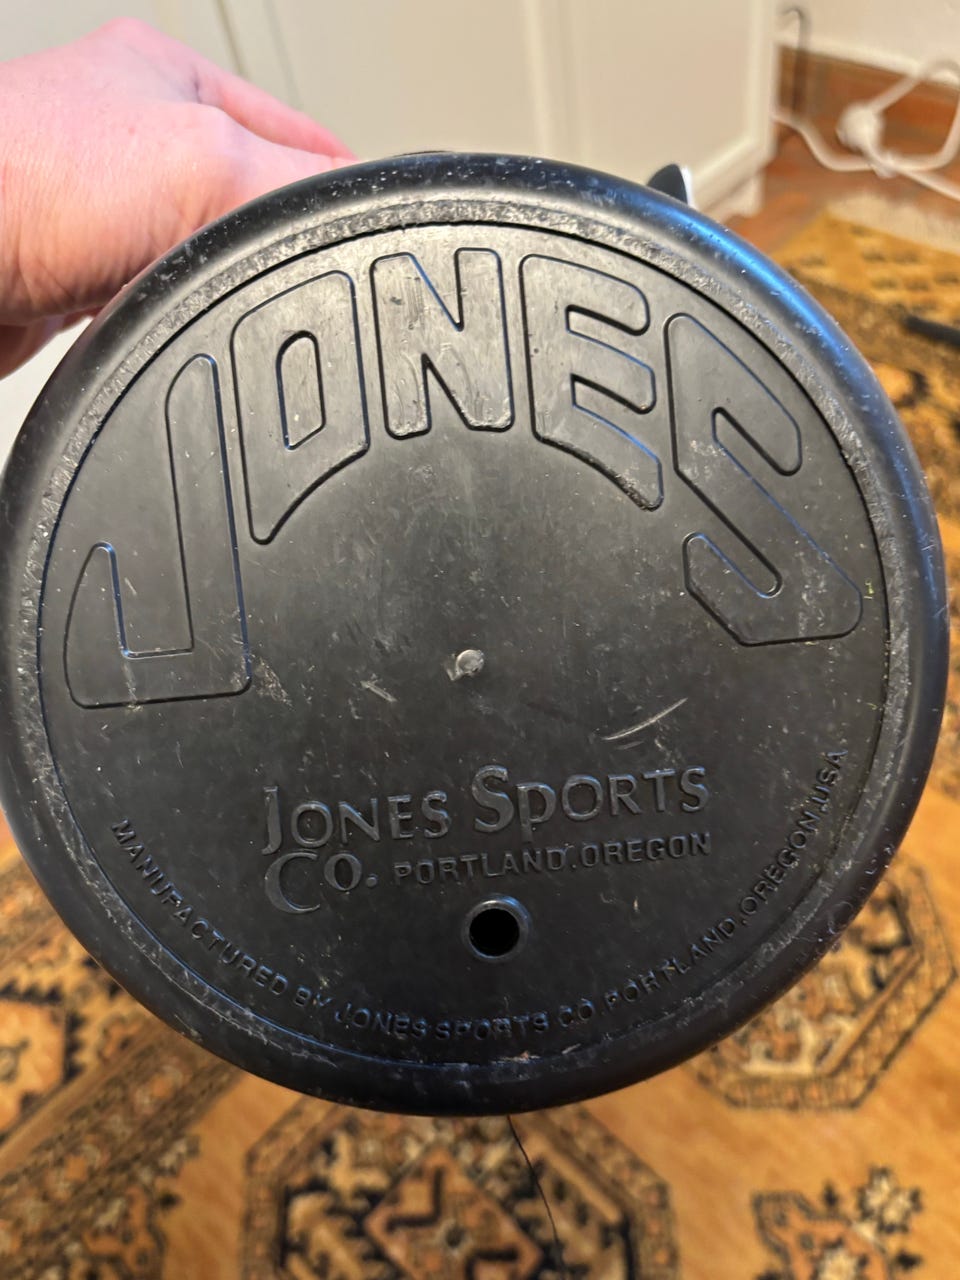 JONES
JONES SPORTS
CO. PORTLAND, OREGON
MANUFACTURED BY JONES SPORTS CO PORTLAND, OREGON, USA